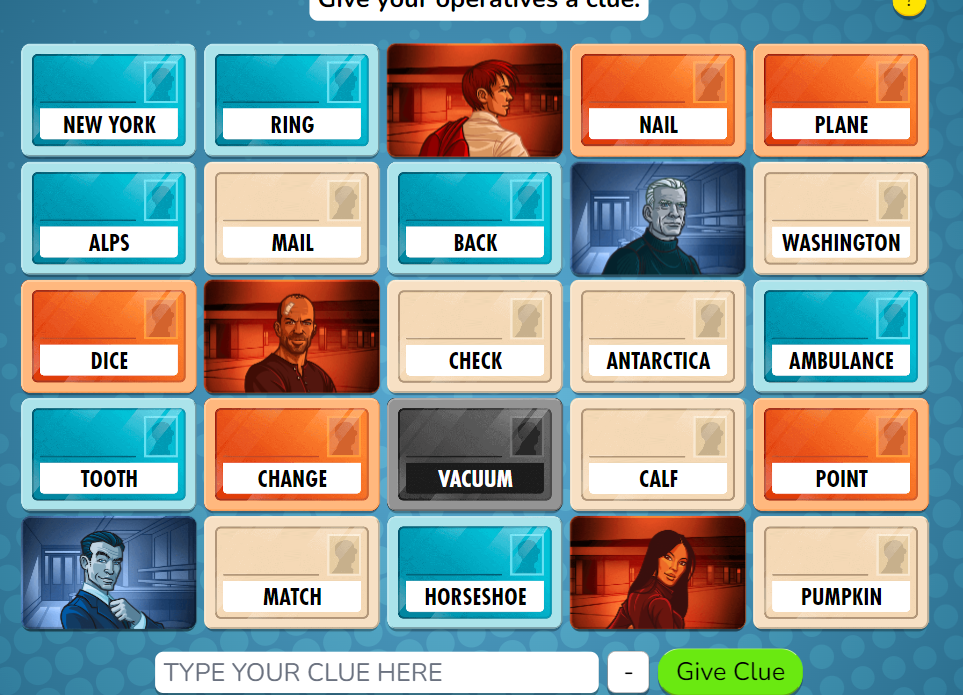 Give your operatives a clue.
?
NEW YORK
RING
NAIL
PLANE
ALPS
MAIL
BACK
WASHINGTON
DICE
CHECK
ANTARCTICA
AMBULANCE
TOOTH
CHANGE
VACUUM
CALF
POINT
MATCH
HORSESHOE
PUMPKIN
TYPE YOUR CLUE HERE
-
Give Clue